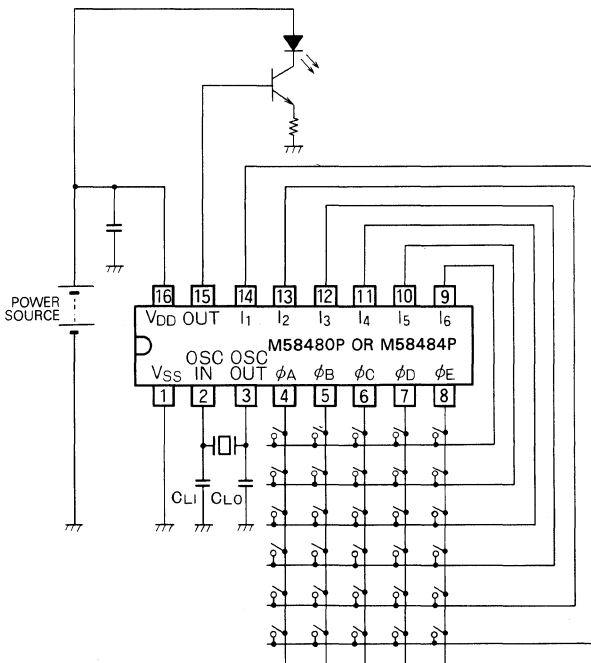 16 15 14 13 12 11 10 9
POWER
SOURCE
VDD OUT I1 I2 I3 I4 I5 I6
M58480P OR M58484P
OSC OSC
VSS IN OUT ϕA ϕB ϕC ϕD ϕE
1 2 3 4 5 6 7 8
CLI CLO